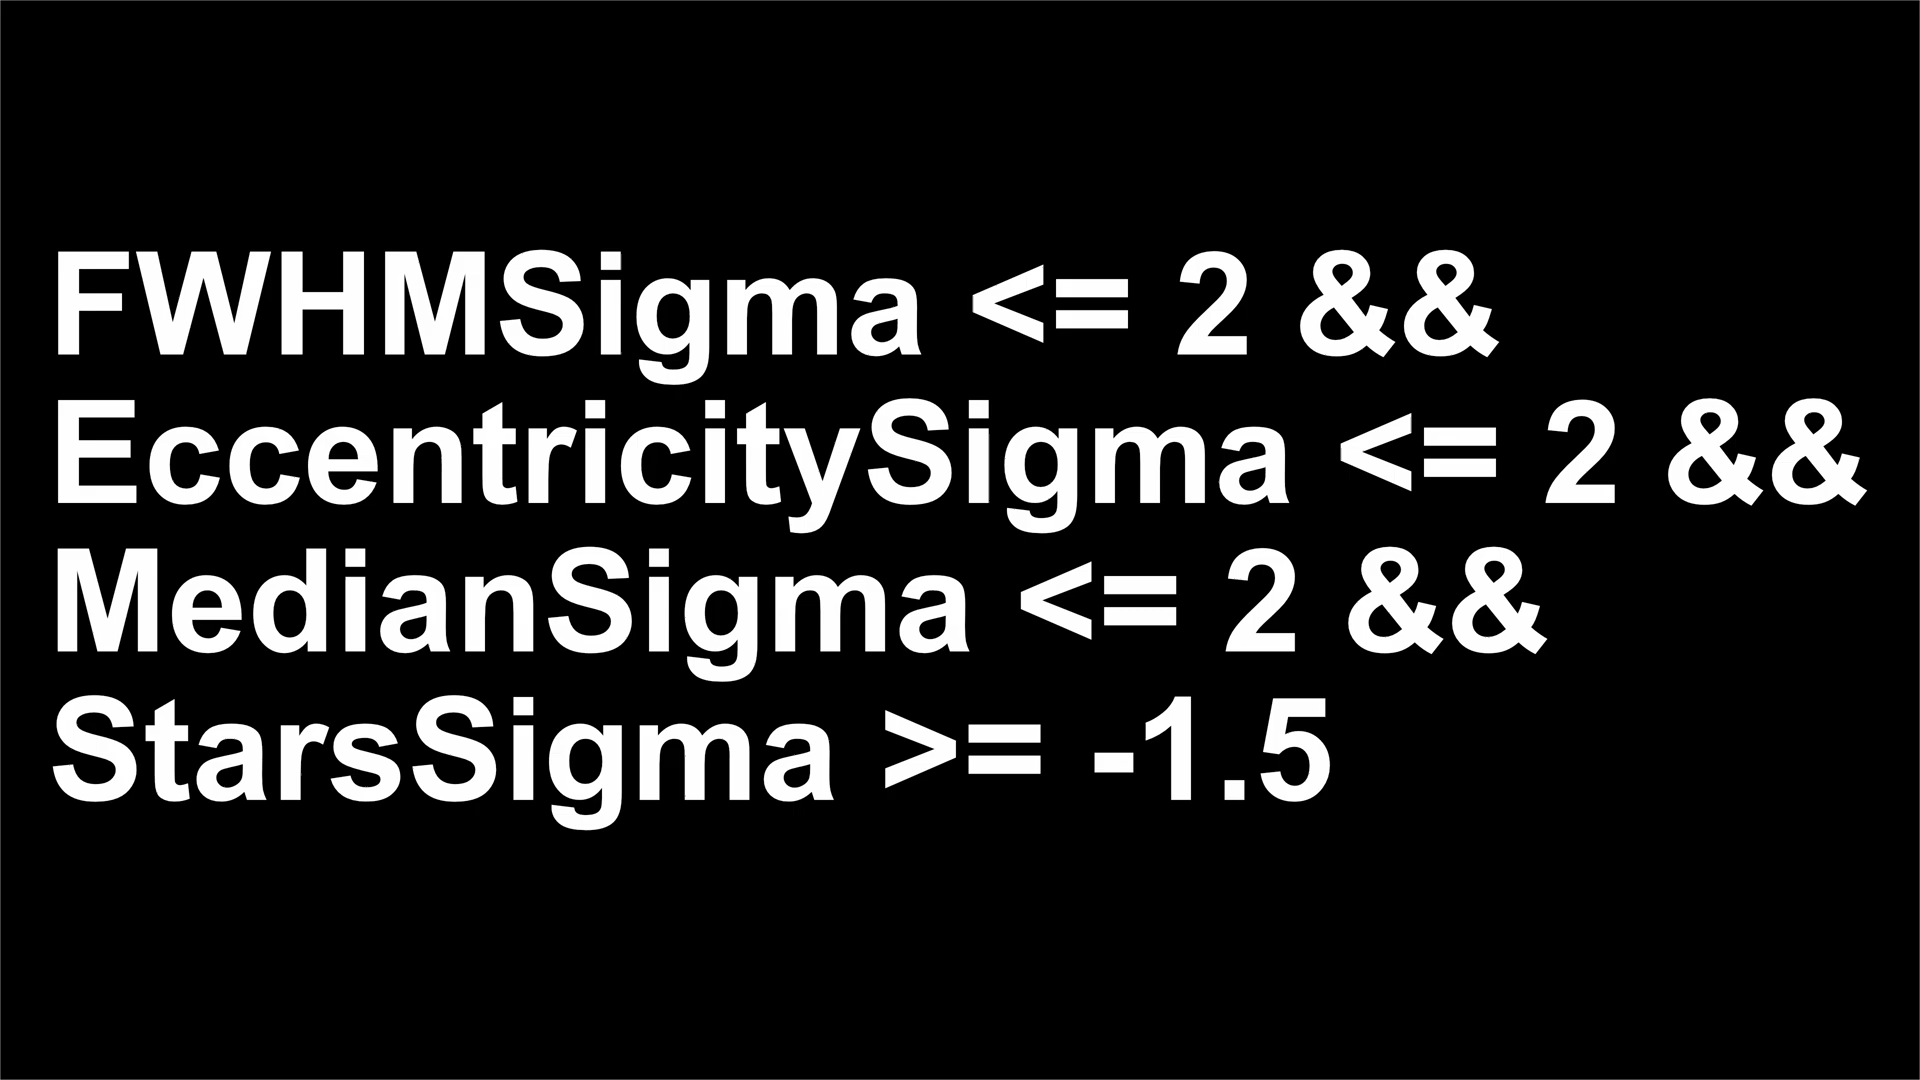 FWHMSigma <= 2 &&
EccentricitySigma <= 2 &&
MedianSigma <= 2 &&
StarsSigma >= -1.5